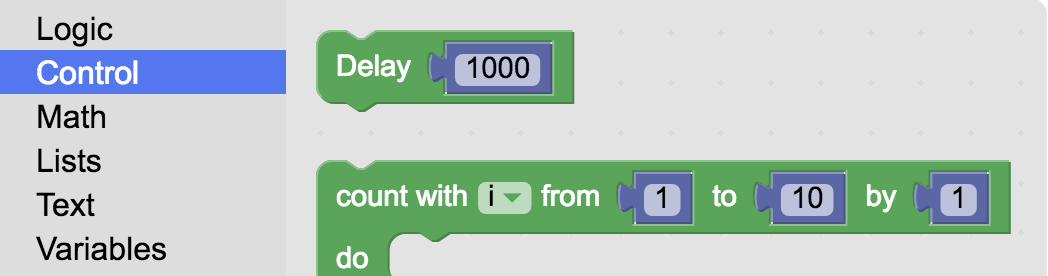 Logic
Control
Math
Lists
Text
Variables
Delay 1000
count with i from 1 to 10 by 1
do